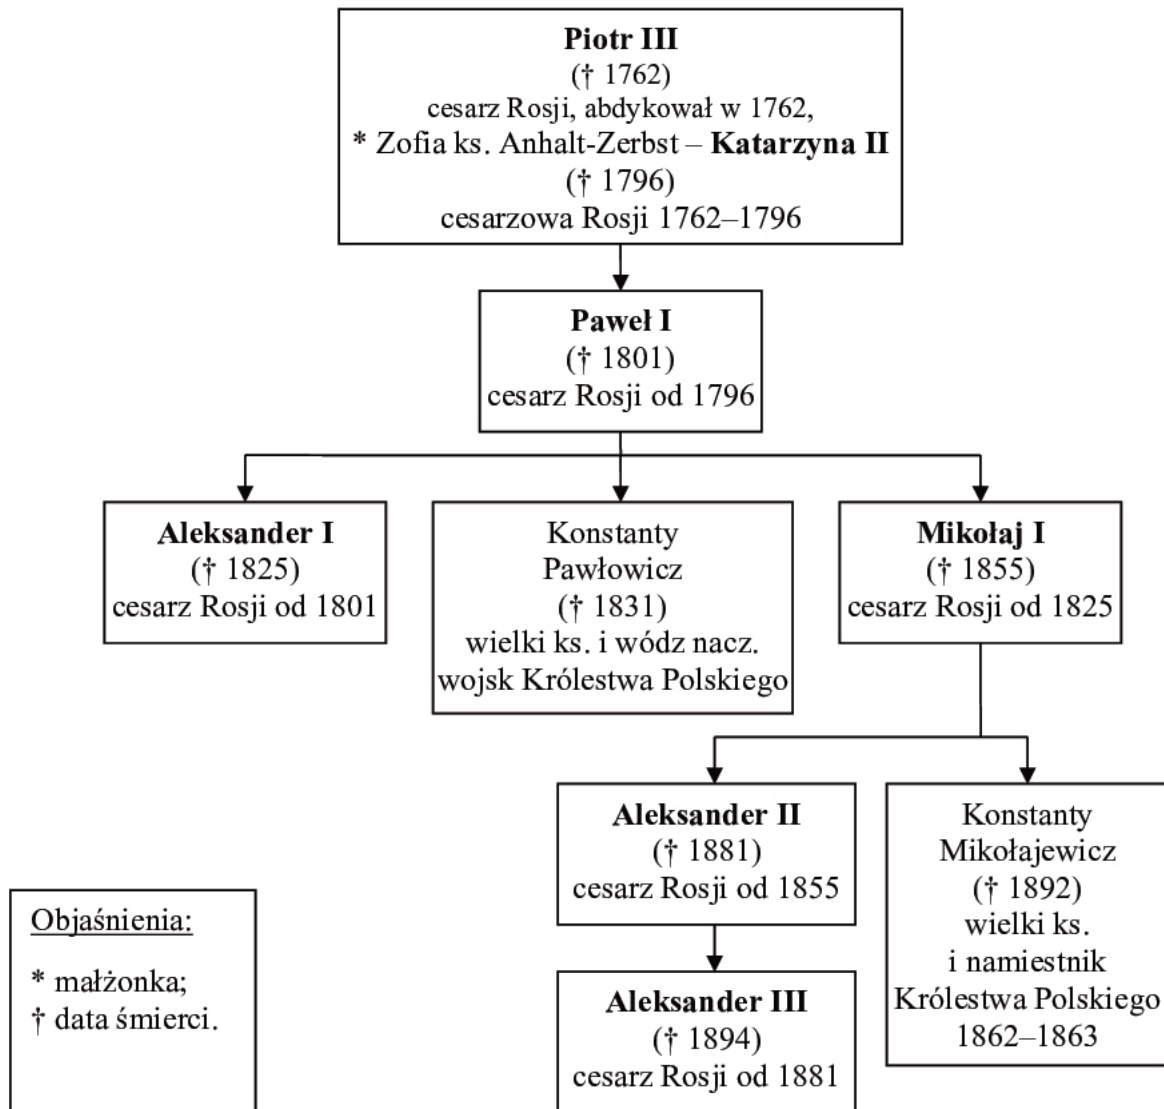 Piotr III
(† 1762)
cesarz Rosji, abdykował w 1762,
* Zofia ks. Anhalt-Zerbst – Katarzyna II
(† 1796)
cesarzowa Rosji 1762–1796
Paweł I
(† 1801)
cesarz Rosji od 1796
Aleksander I
(† 1825)
cesarz Rosji od 1801
Konstanty
Pawłowicz
(† 1831)
wielki ks. i wódz nacz.
wojsk Królestwa Polskiego
Mikołaj I
(† 1855)
cesarz Rosji od 1825
Aleksander II
(† 1881)
cesarz Rosji od 1855
Konstanty
Mikołajewicz
(† 1892)
wielki ks.
i namiestnik
Królestwa Polskiego
1862–1863
Aleksander III
(† 1894)
cesarz Rosji od 1881
Objaśnienia:
* małżonka;
† data śmierci.